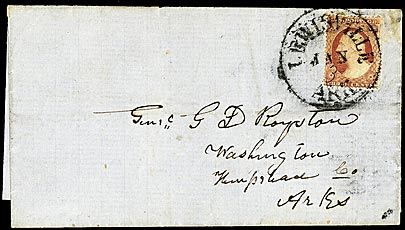 LEWISVILLE
JAN
ARK
Genl. G D Royston
Washington
Hempstead Co.
Arks